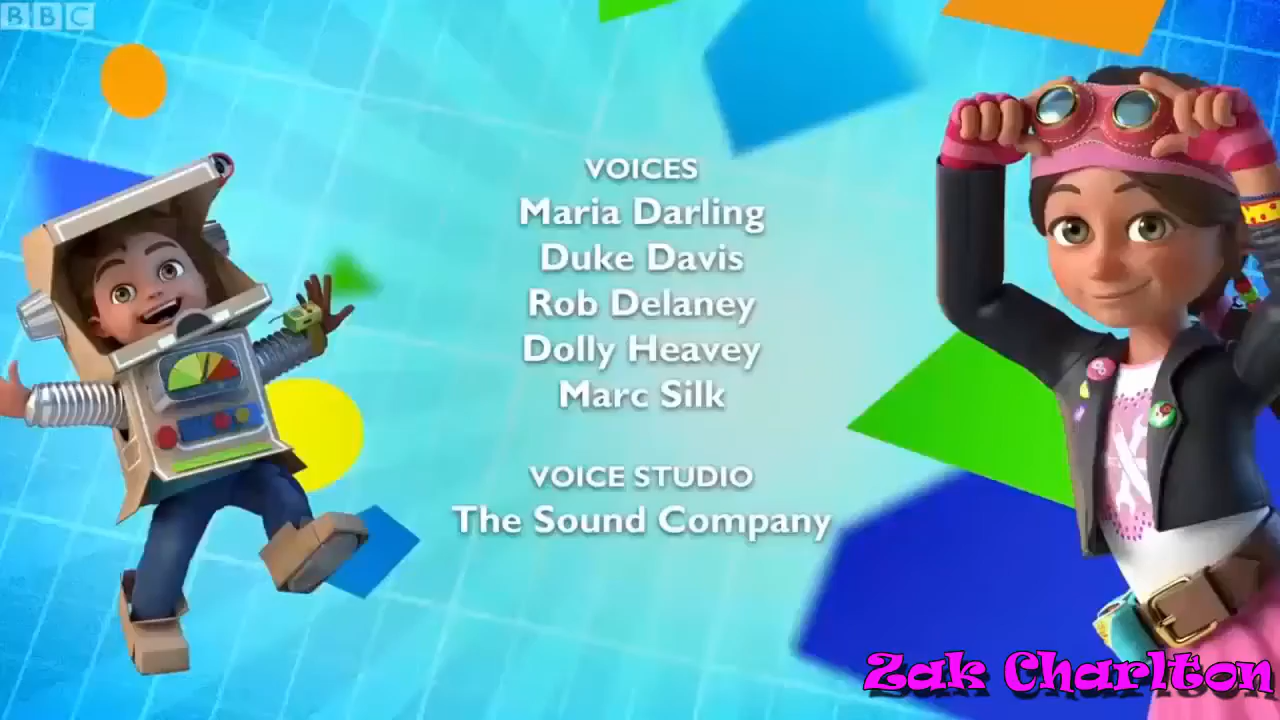 BBC
VOICES
Maria Darling
Duke Davis
Rob Delaney
Dolly Heavey
Marc Silk
VOICE STUDIO
The Sound Company
Zak Charlton